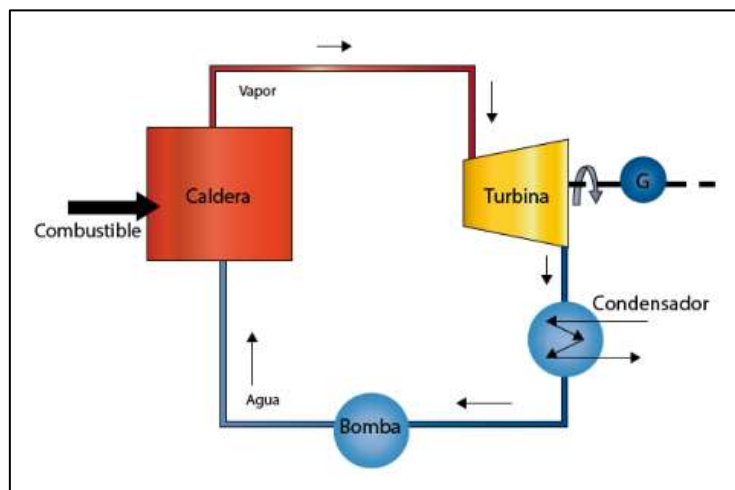 Vapor
Caldera
Turbina
G
Combustible
Condensador
Agua
Bomba